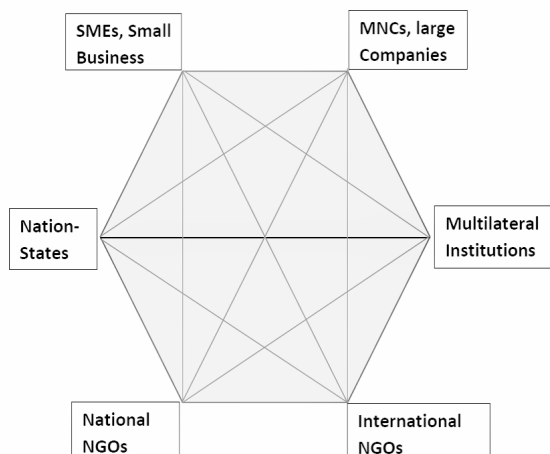 SMEs, Small
Business
MNCs, large
Companies
Nation-
States
Multilateral
Institutions
National
NGOs
International
NGOs